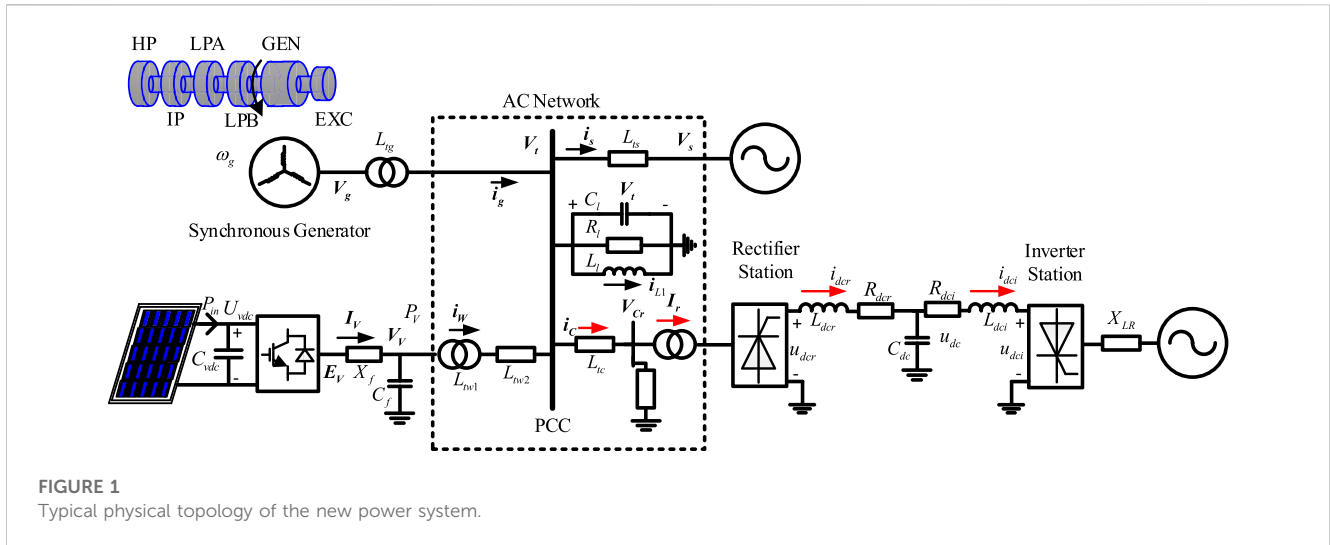 HP LPA GEN
IP LPB EXC
AC Network
ω_g L_tg V_g i_g
Synchronous Generator
V_t i_s L_ts V_s
+ C_l V_t -
R_l
L_l i_L1
P_in U_vdc + C_vdc -
I_V E_V X_f V_V C_f P_V
i_W L_tw1 L_tw2
PCC
i_C L_tc V_Cr I_r
Rectifier
Station
+ u_dcr -
i_dcr L_dcr R_dcr
C_dc u_dc
R_dci i_dci L_dci
+ u_dci -
Inverter
Station
X_LR
FIGURE 1
Typical physical topology of the new power system.